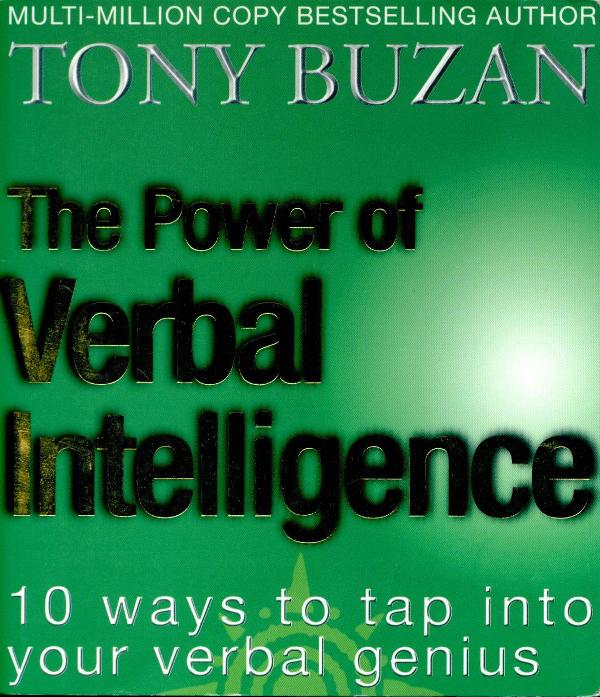 MULTI-MILLION COPY BESTSELLING AUTHOR
TONY BUZAN
The Power of
Verbal
Intelligence
10 ways to tap into
your verbal genius